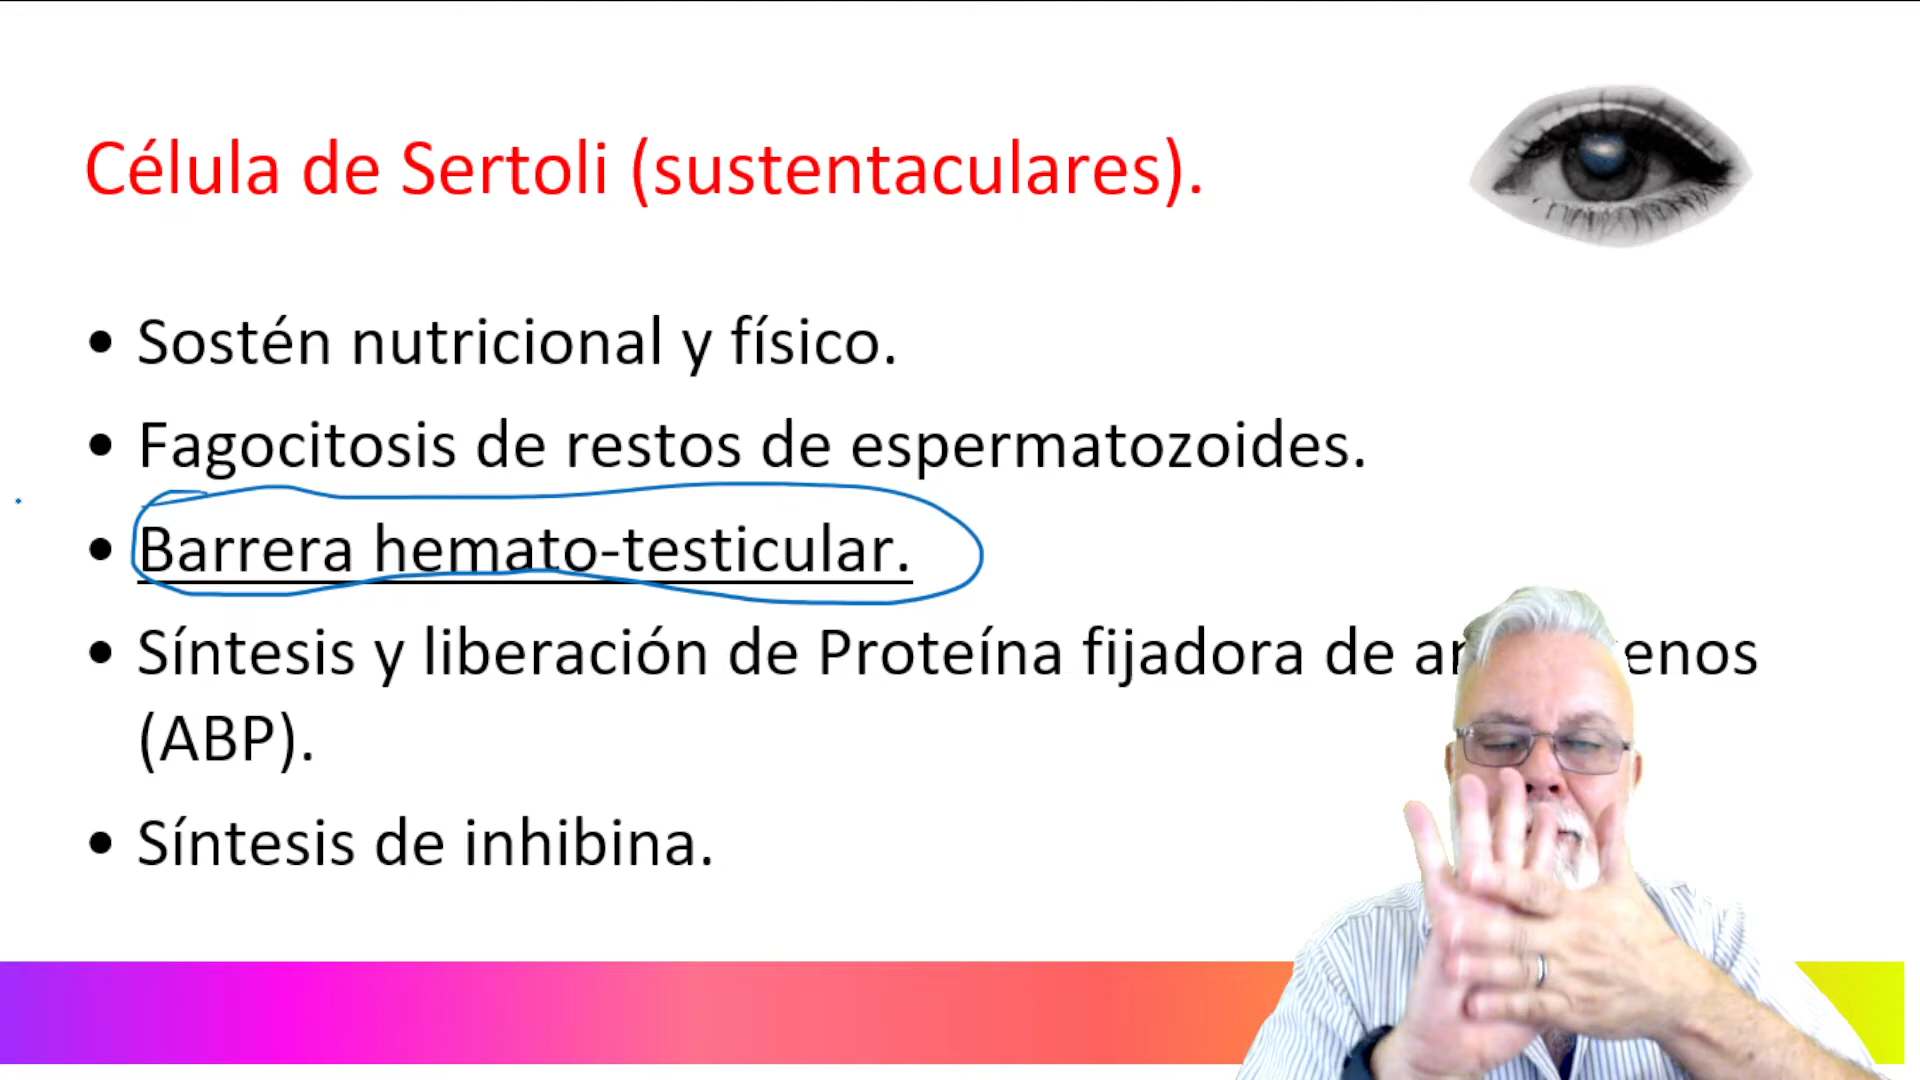 Célula de Sertoli (sustentaculares).
• Sostén nutricional y físico.
• Fagocitosis de restos de espermatozoides.
• Barrera hemato-testicular.
• Síntesis y liberación de Proteína fijadora de
(ABP).
• Síntesis de inhibina.